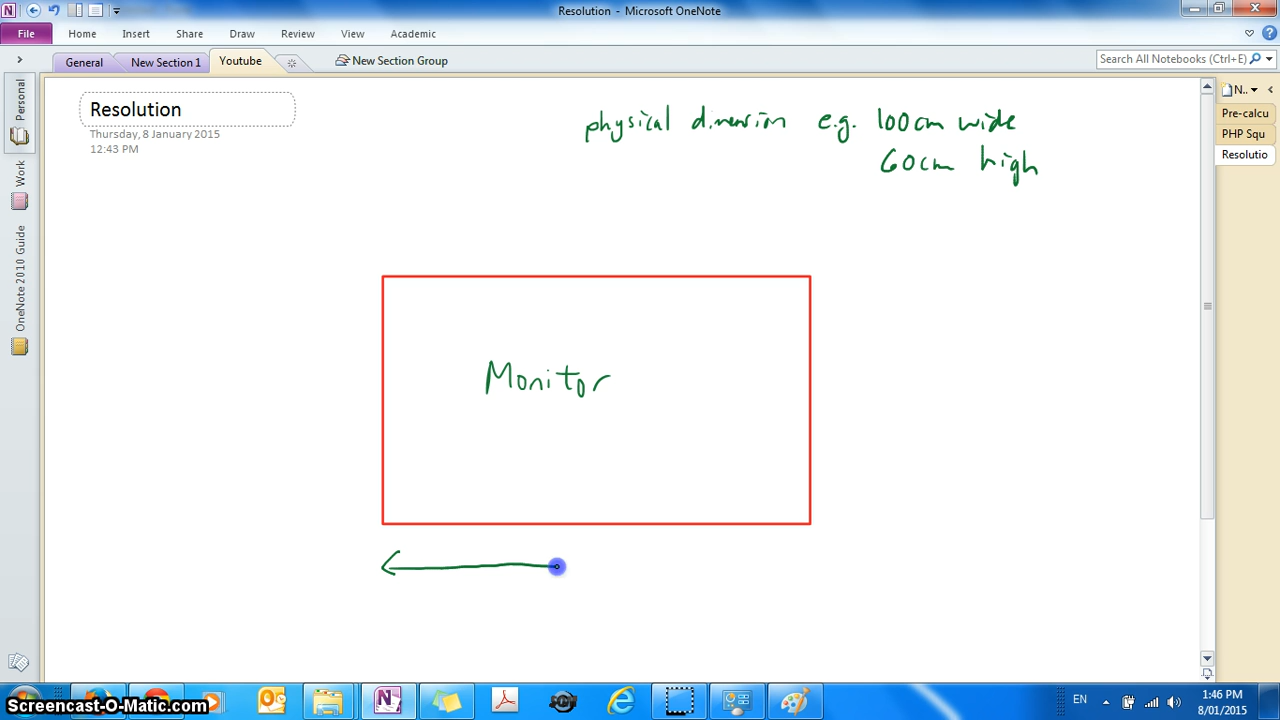 Resolution - Microsoft OneNote
File Home Insert Share Draw Review View Academic
General New Section 1 Youtube New Section Group Search All Notebooks (Ctrl+E)
Personal
Work
OneNote 2010 Guide
N..
Pre-calcu
PHP Squ
Resolutio
Resolution
Thursday, 8 January 2015
12:43 PM
physical dimension e.g. 100cm wide
60cm high
Monitor
EN
1:46 PM
8/01/2015
Screencast-O-Matic.com